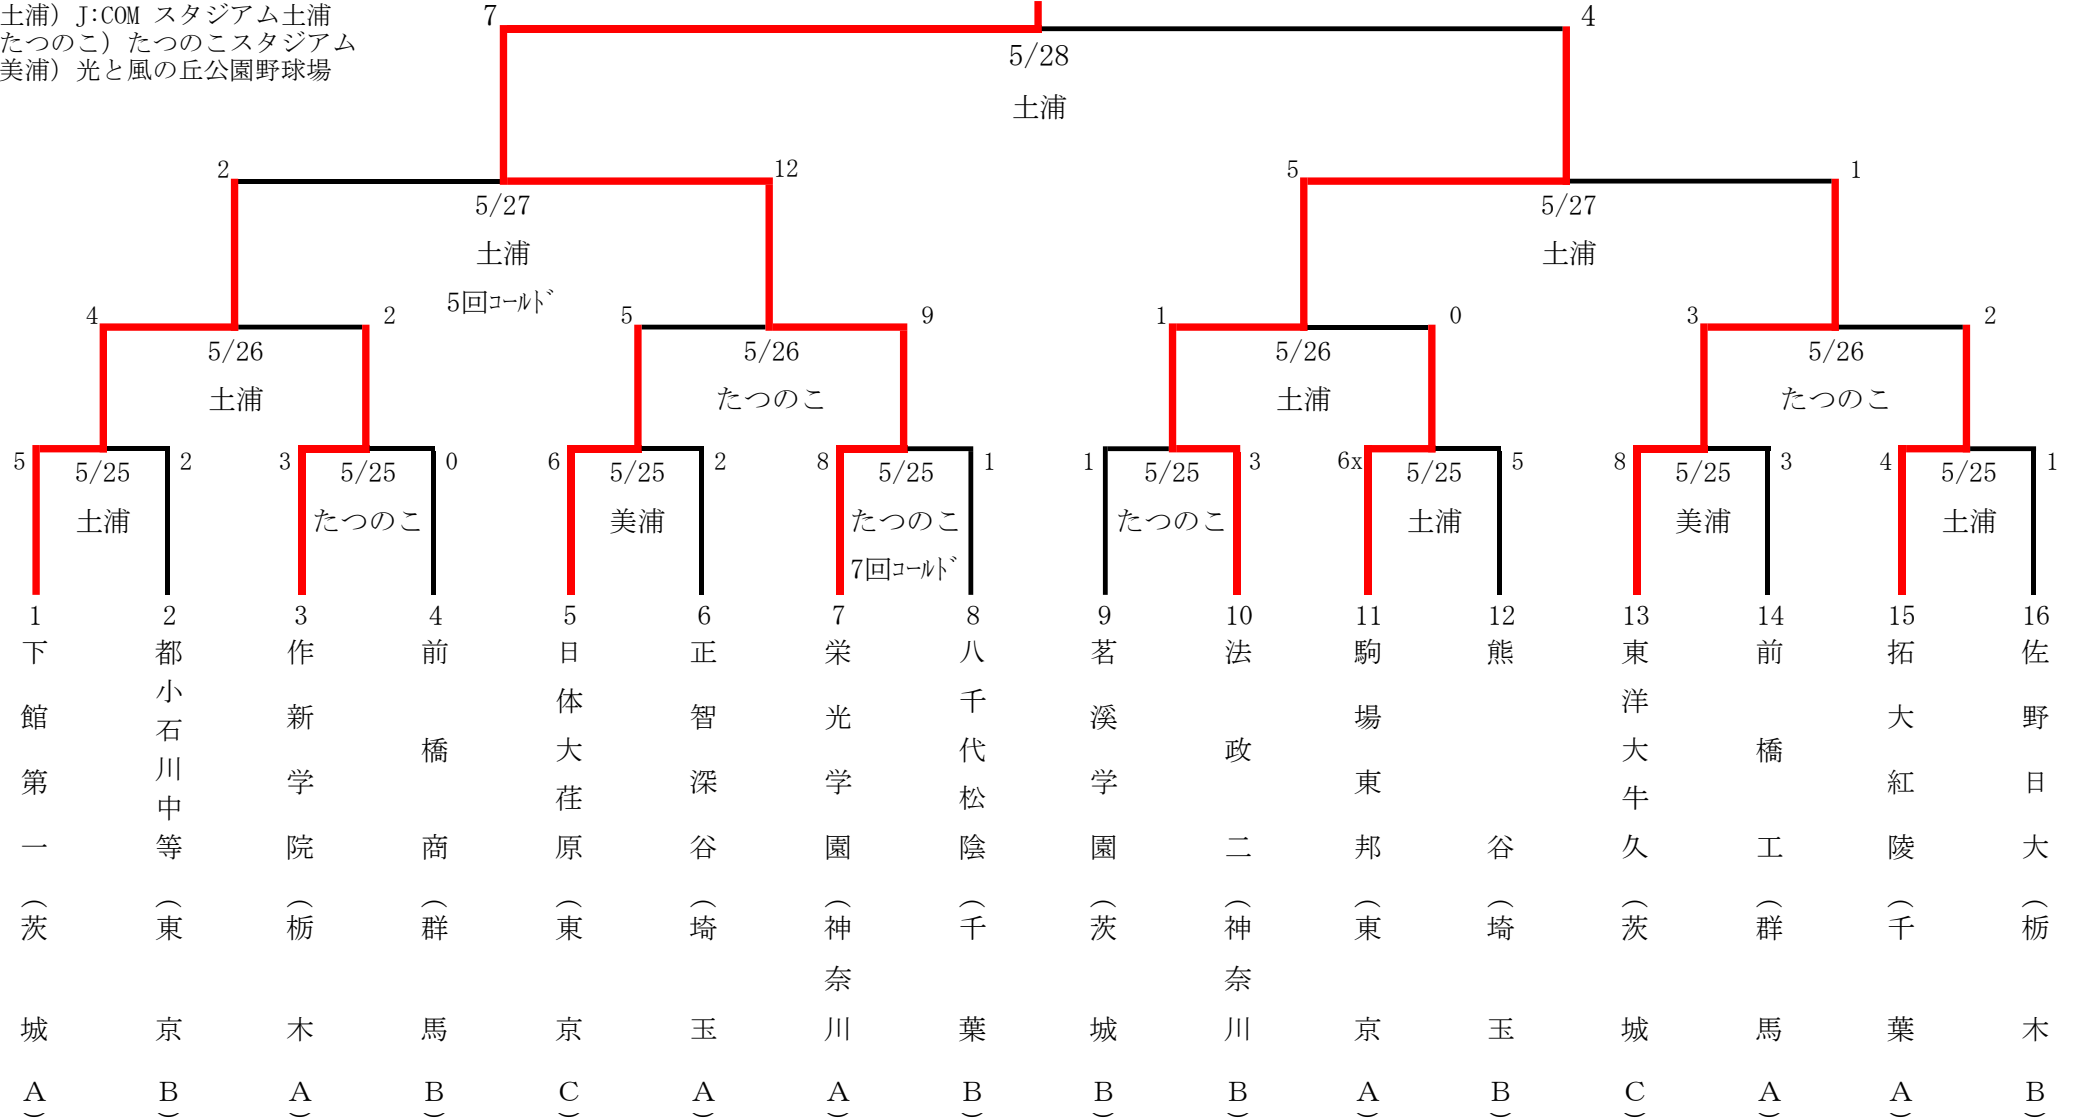 土浦）J:COM スタジアム土浦
たつのこ）たつのこスタジアム
美浦）光と風の丘公園野球場
7
4
5/28
土浦
2
12
5
1
5/27
5/27
土浦
土浦
5回ｺｰﾙﾄﾞ
4
2
5
9
1
0
3
2
5/26
5/26
5/26
5/26
土浦
たつのこ
土浦
たつのこ
5
2
3
0
6
2
8
1
1
3
6x
5
8
3
4
1
5/25
5/25
5/25
5/25
5/25
5/25
5/25
5/25
土浦
たつのこ
美浦
たつのこ
たつのこ
土浦
美浦
土浦
7回ｺｰﾙﾄﾞ
1
下館第一（茨城A）
2
都小石川中等（東京B）
3
作新学院（栃木A）
4
前橋商（群馬B）
5
日体大荏原（東京C）
6
正智深谷（埼玉A）
7
栄光学園（神奈川A）
8
八千代松陰（千葉B）
9
茗溪学園（茨城B）
10
法政二（神奈川B）
11
駒場東邦（東京A）
12
熊谷（埼玉B）
13
東洋大牛久（茨城C）
14
前橋工（群馬A）
15
拓大紅陵（千葉A）
16
佐野日大（栃木B）